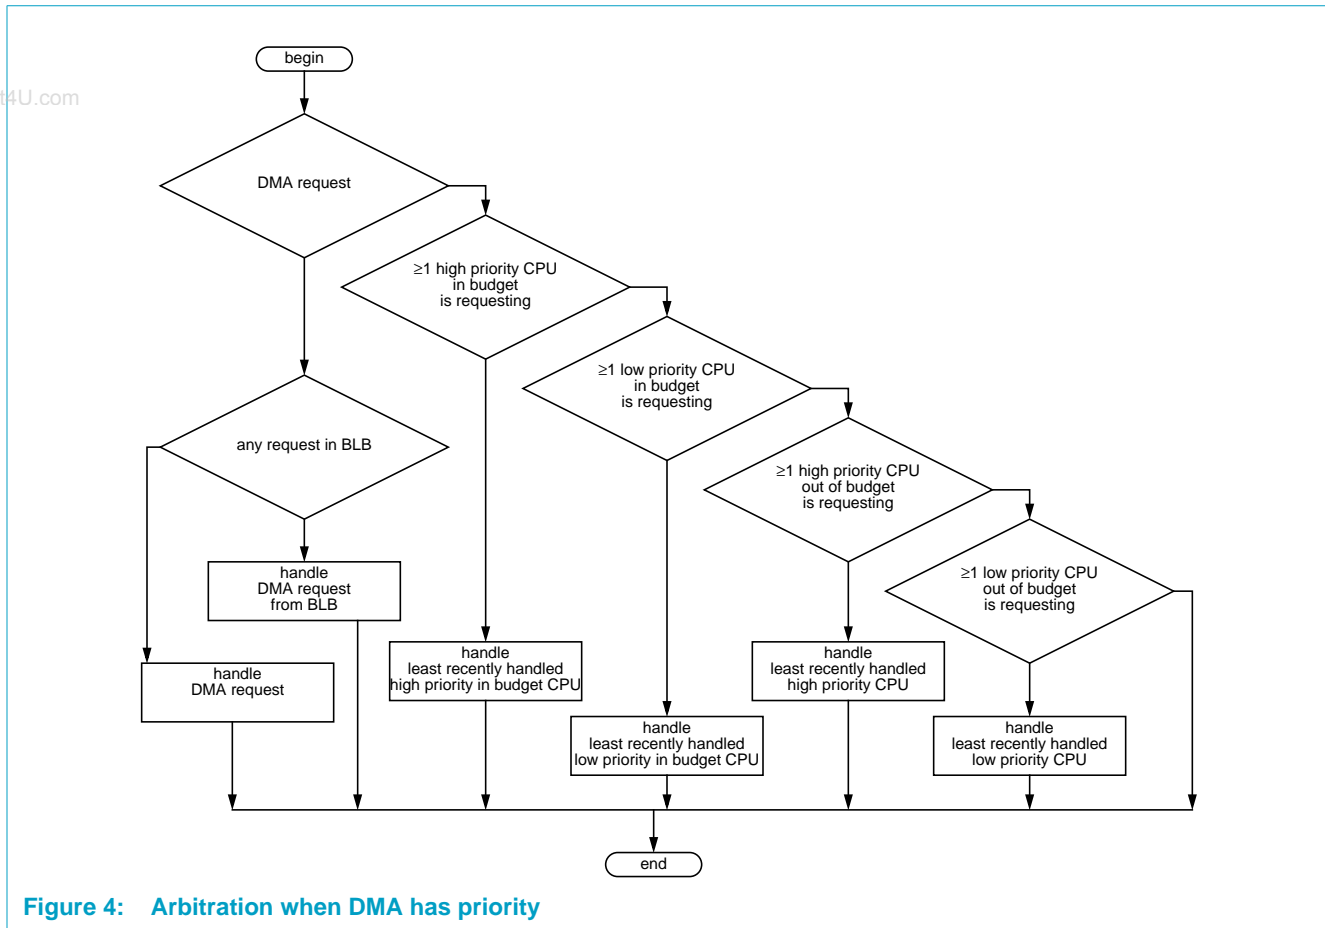 begin
t4U.com
DMA request
≥1 high priority CPU
in budget
is requesting
≥1 low priority CPU
in budget
is requesting
any request in BLB
≥1 high priority CPU
out of budget
is requesting
≥1 low priority CPU
out of budget
is requesting
handle
DMA request
from BLB
handle
DMA request
handle
least recently handled
high priority in budget CPU
handle
least recently handled
high priority CPU
handle
least recently handled
low priority in budget CPU
handle
least recently handled
low priority CPU
end
Figure 4: Arbitration when DMA has priority